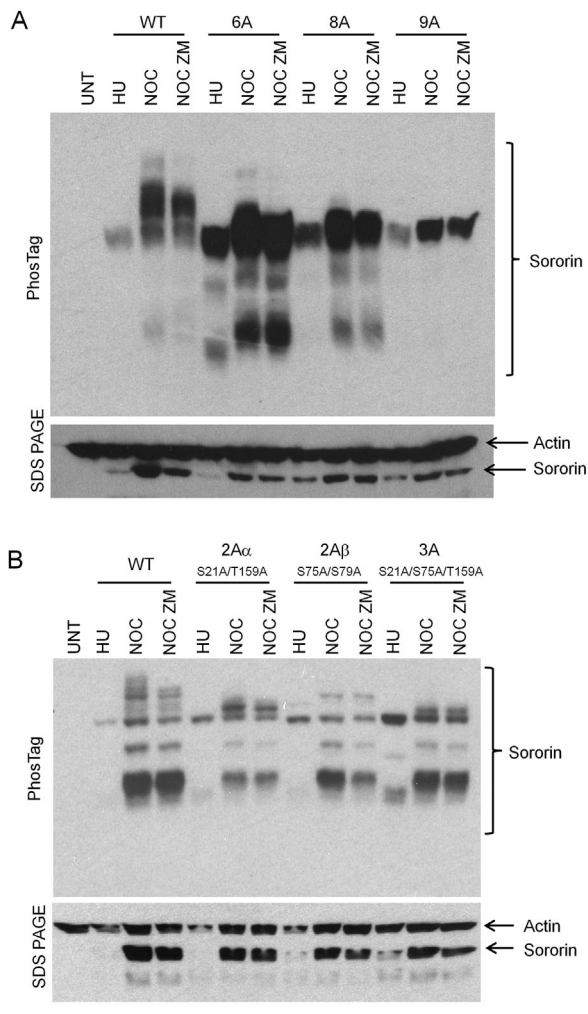 A
WT 6A 8A 9A
UNT HU NOC NOC ZM HU NOC NOC ZM HU NOC NOC ZM HU NOC NOC ZM
PhosTag
Sororin
SDS PAGE
Actin
Sororin
B
WT 2Aα 2Aβ 3A
S21A/T159A S75A/S79A S21A/S75A/T159A
UNT HU NOC NOC ZM HU NOC NOC ZM HU NOC NOC ZM HU NOC NOC ZM
PhosTag
Sororin
SDS PAGE
Actin
Sororin